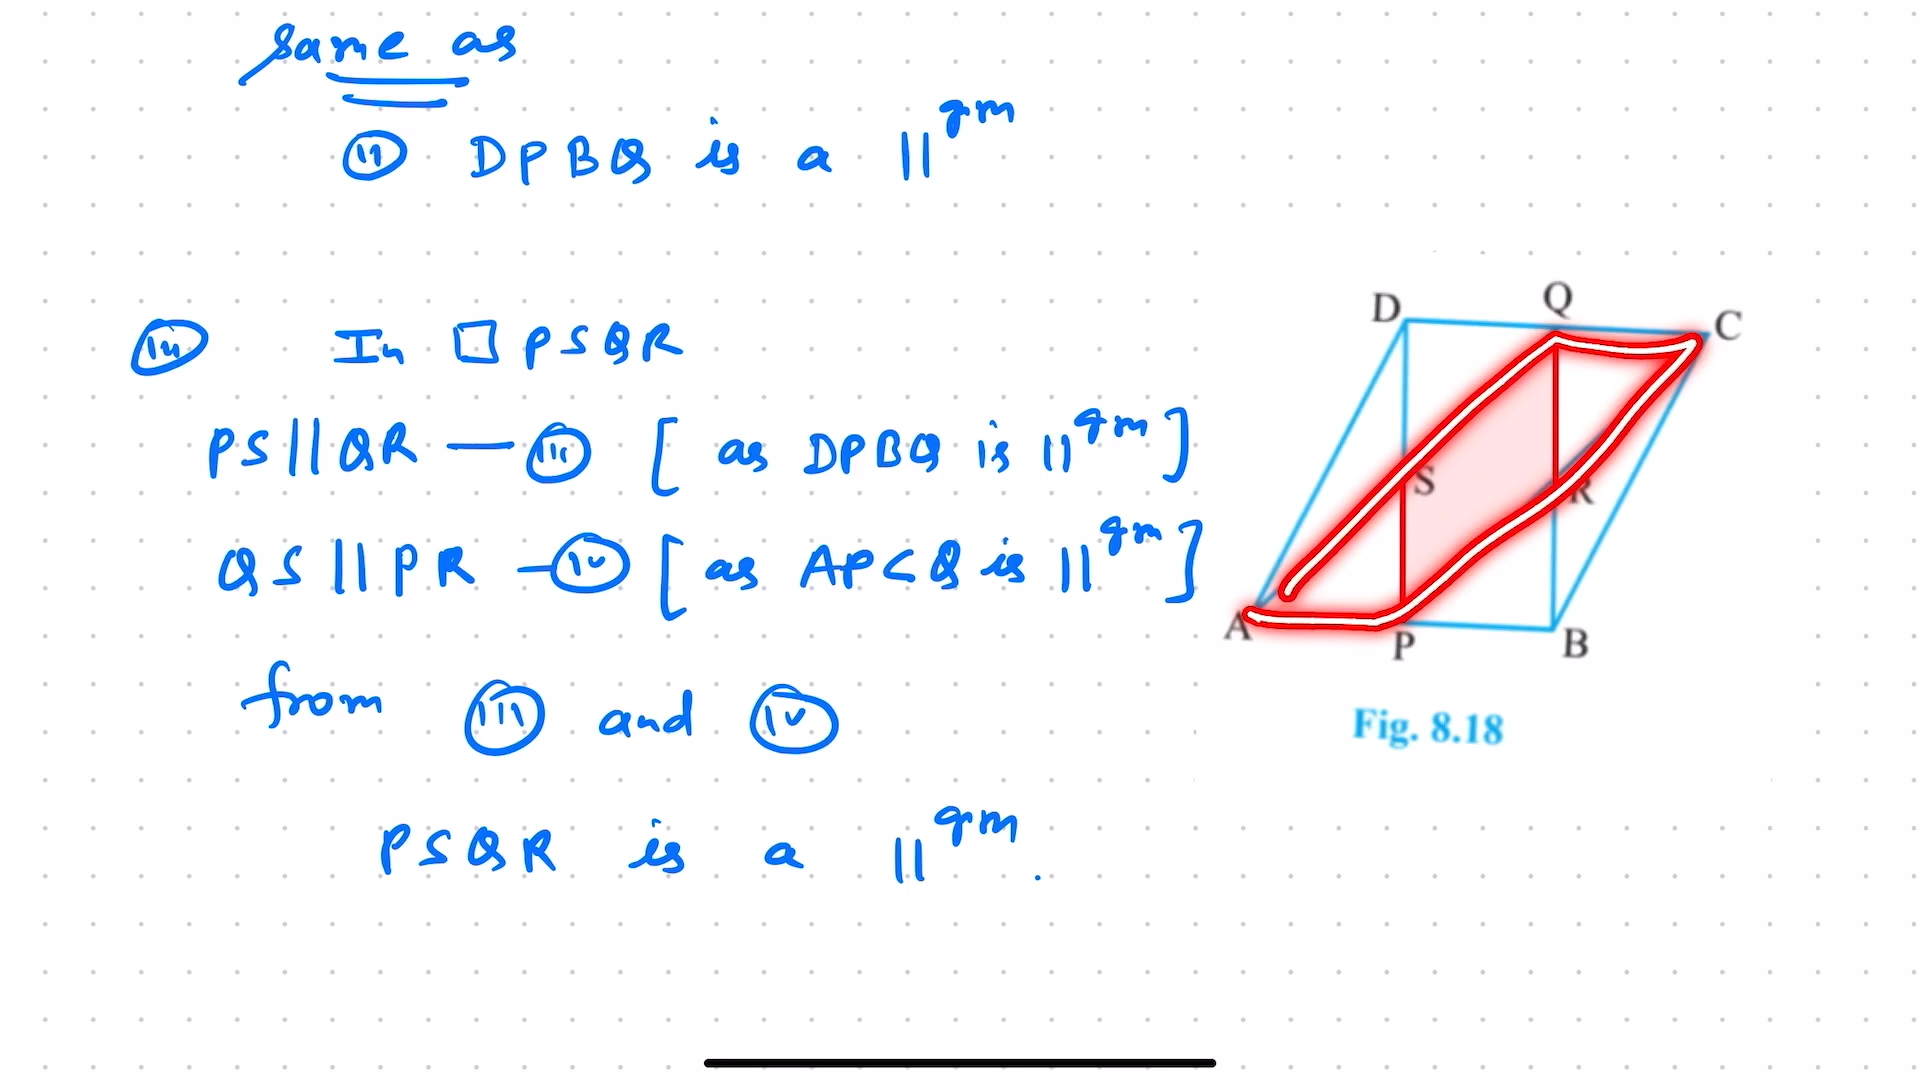 same as
(ii) DPBQ is a ||gm
(iii) In □ PSQR
PS || QR — (iii) [ as DPBQ is ||gm ]
QS || PR — (iv) [ as APCQ is ||gm ]
from (iii) and (iv)
PSQR is a ||gm.
D Q C
S R
A P B
Fig. 8.18